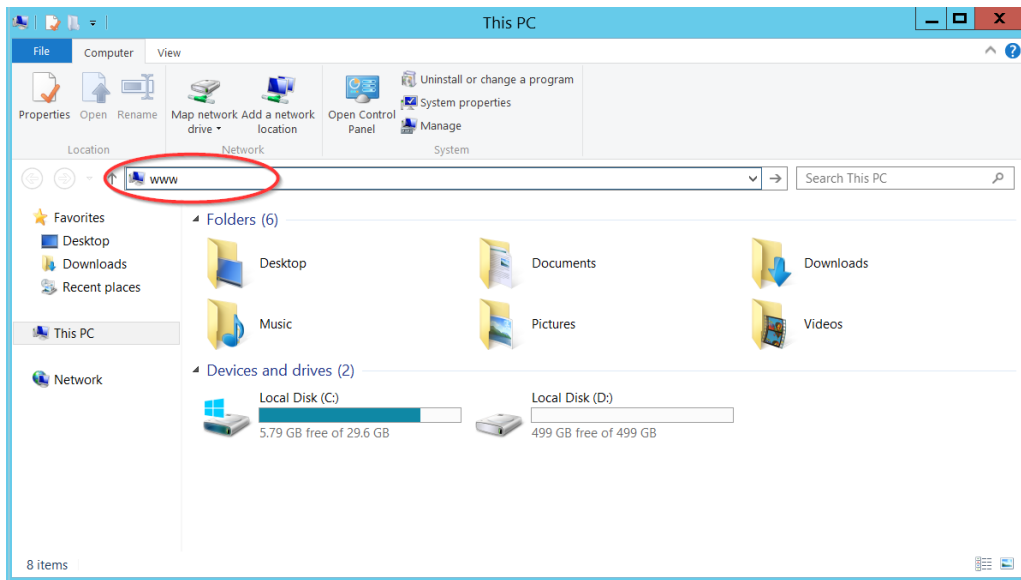 This PC
File Computer View
Properties Open Rename Map network drive Add a network location Open Control Panel Uninstall or change a program
System properties
Manage
Location Network System
www Search This PC
Favorites
Desktop
Downloads
Recent places
This PC
Network
Folders (6)
Desktop Documents Downloads
Music Pictures Videos
Devices and drives (2)
Local Disk (C:) Local Disk (D:)
5.79 GB free of 29.6 GB 499 GB free of 499 GB
8 items